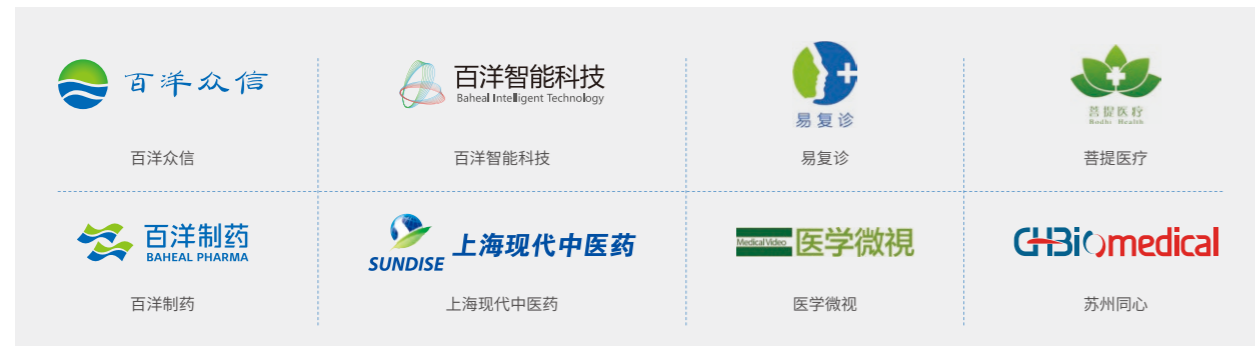 百洋众信
百洋智能科技
Baheal Intelligent Technology
易复诊
菩提医疗
Bodhi Health
百洋众信
百洋智能科技
易复诊
菩提医疗
百洋制药
BAHEAL PHARMA
SUNDISE
上海现代中医药
Medical Video
医学微視
CHBiomedical
百洋制药
上海现代中医药
医学微视
苏州同心